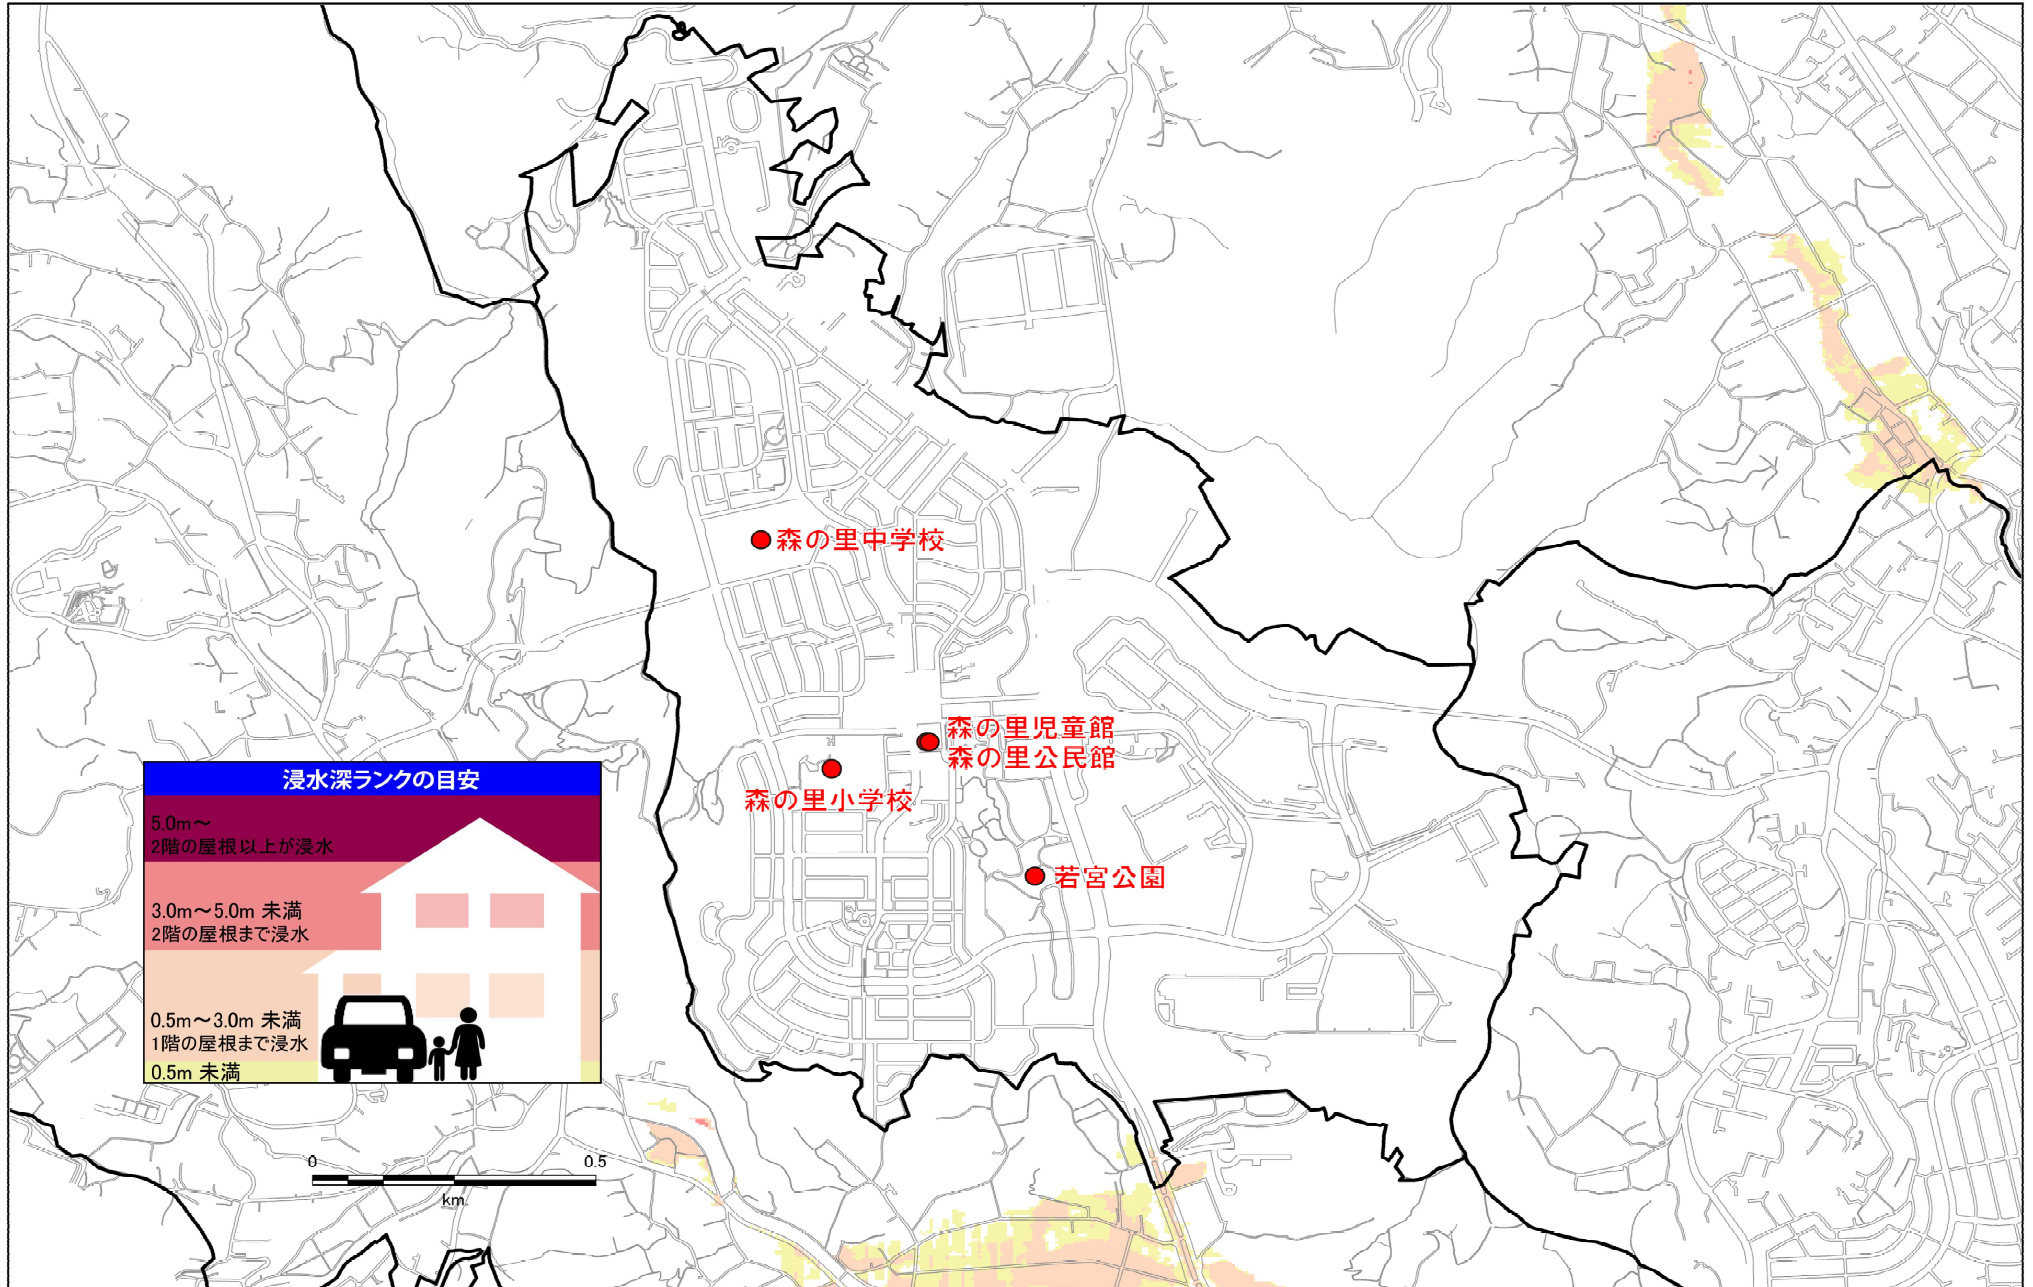 森の里中学校
森の里児童館
森の里公民館
森の里小学校
若宮公園
浸水深ランクの目安
5.0m～
2階の屋根以上が浸水
3.0m～5.0m 未満
2階の屋根まで浸水
0.5m～3.0m 未満
1階の屋根まで浸水
0.5m 未満
0 0.5
km